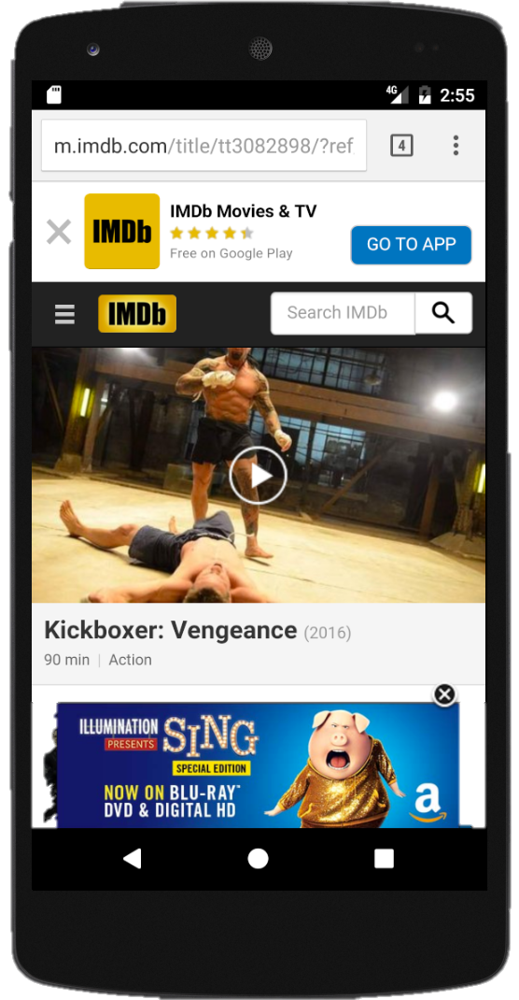 4G 2:55
m.imdb.com/title/tt3082898/?ref
4
IMDb
IMDb Movies & TV
Free on Google Play
GO TO APP
IMDb
Search IMDb
Kickboxer: Vengeance (2016)
90 min | Action
ILLUMINATION
PRESENTS
SING
SPECIAL EDITION
NOW ON BLU-RAY™
DVD & DIGITAL HD
a